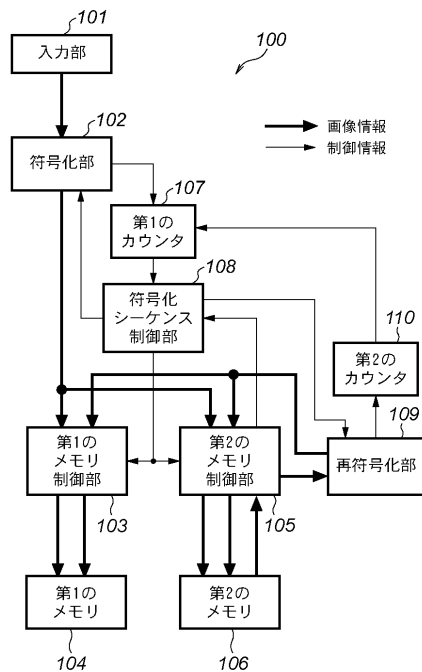 101
入力部
100
102
符号化部
画像情報
制御情報
107
第1の
カウンタ
108
符号化
シーケンス
制御部
110
第2の
カウンタ
109
第1の
メモリ
制御部
第2の
メモリ
制御部
再符号化部
103
105
第1の
メモリ
第2の
メモリ
104
106